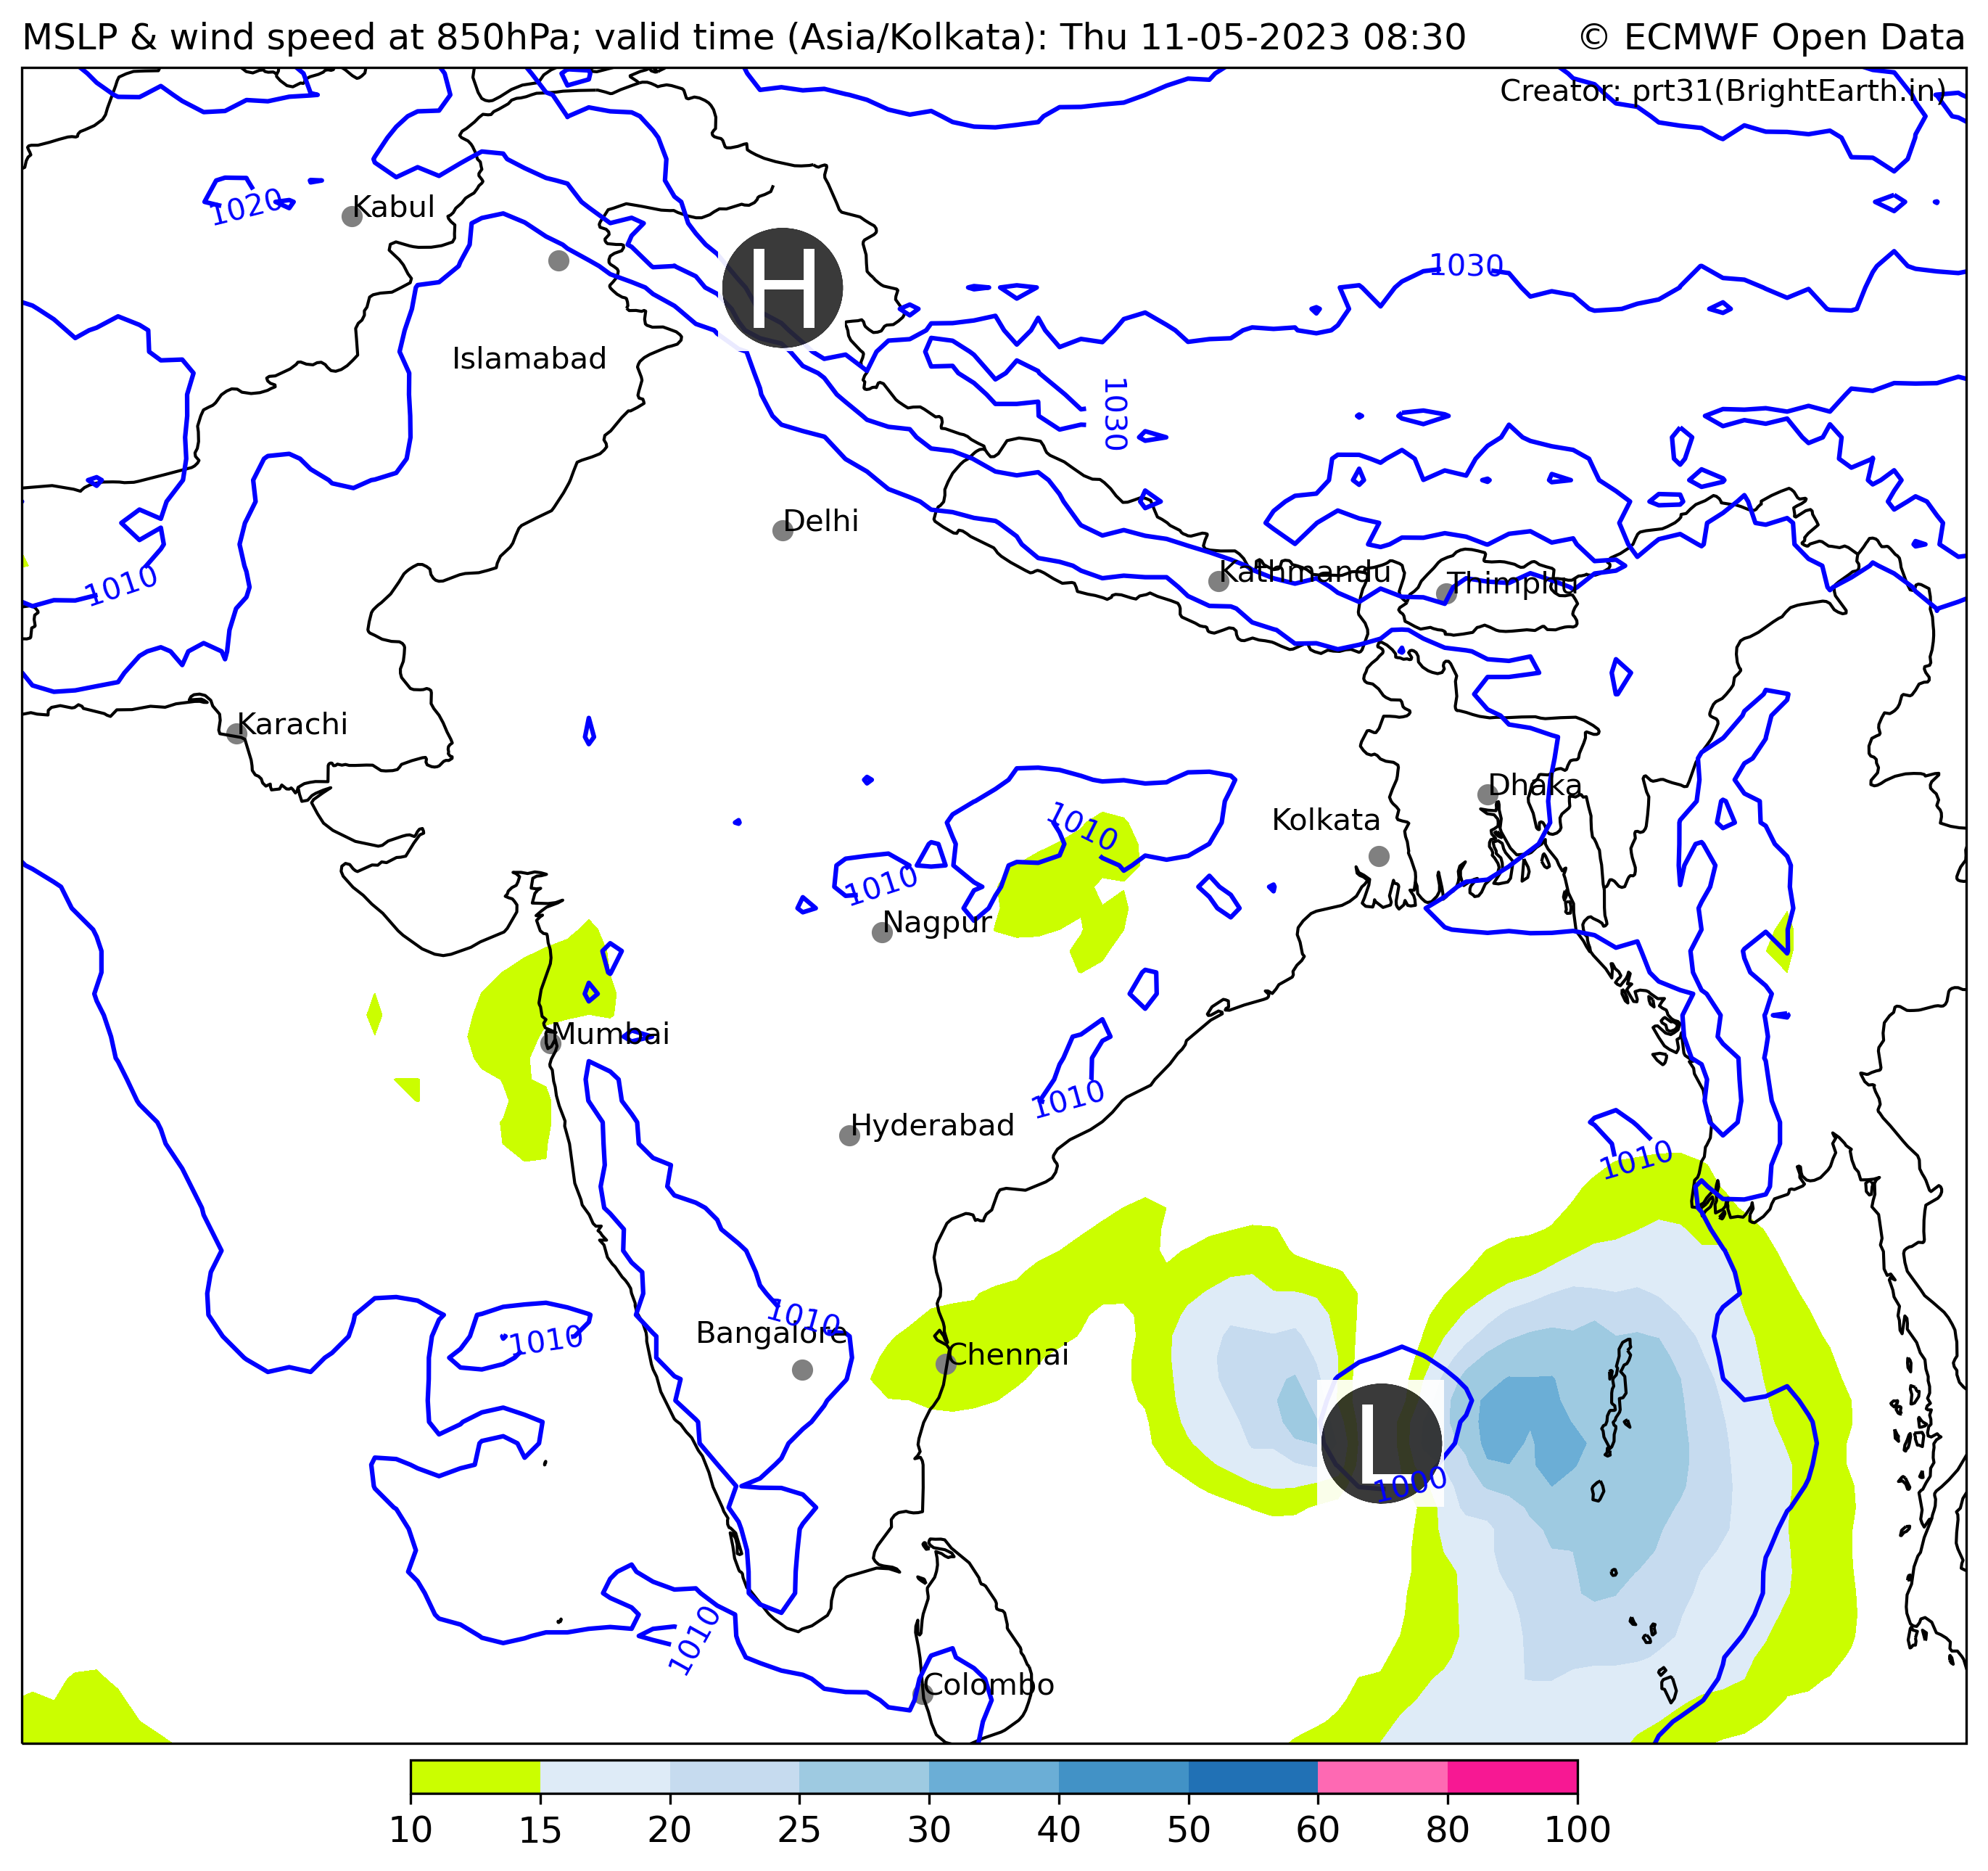 MSLP & wind speed at 850hPa; valid time (Asia/Kolkata): Thu 11-05-2023 08:30 © ECMWF Open Data
Creator: prt31(BrightEarth.in)
1020
Kabul
H
1030
Islamabad
1030
Delhi
1010
Kathmandu
Thimphu
Karachi
Dhaka
1010
Kolkata
1010
Nagpur
Mumbai
1010
Hyderabad
1010
1010
1010
Bangalore
Chennai
L
1000
1010
Colombo
10 15 20 25 30 40 50 60 80 100